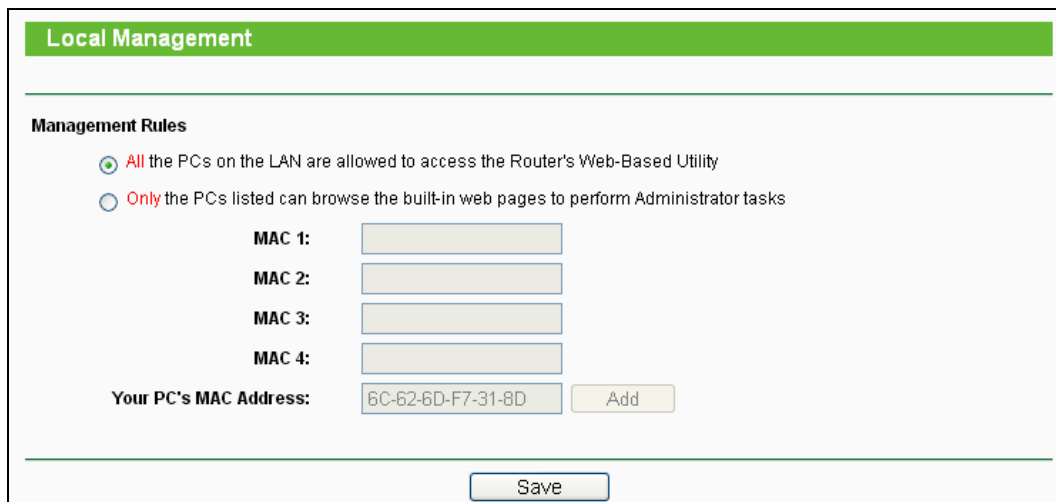 Local Management
Management Rules
All the PCs on the LAN are allowed to access the Router's Web-Based Utility
Only the PCs listed can browse the built-in web pages to perform Administrator tasks
MAC 1:
MAC 2:
MAC 3:
MAC 4:
Your PC's MAC Address: 6C-62-6D-F7-31-8D Add
Save